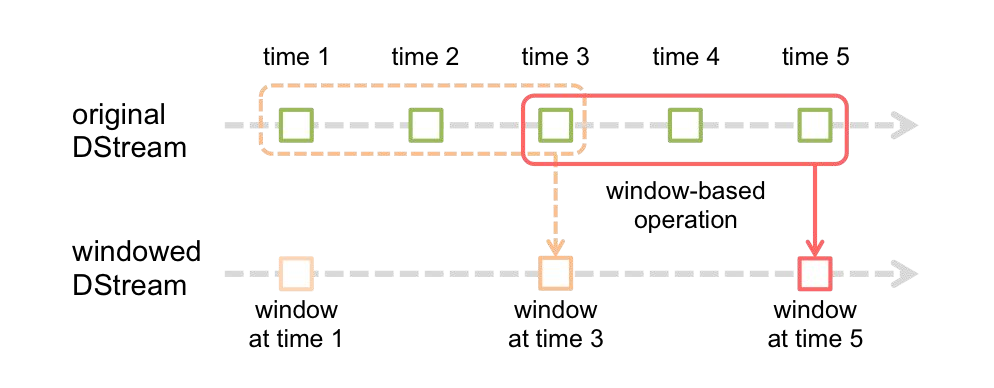 time 1
time 2
time 3
time 4
time 5
original
DStream
window-based
operation
windowed
DStream
window
at time 1
window
at time 3
window
at time 5